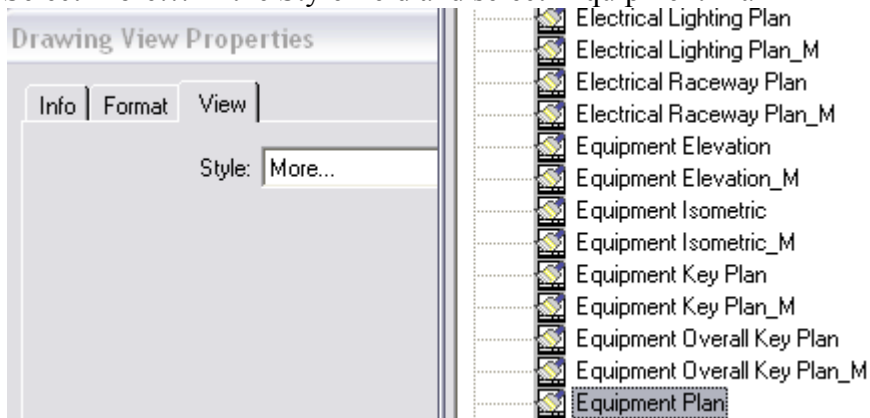 Drawing View Properties
Info Format View
Style: More...
Electrical Lighting Plan
Electrical Lighting Plan_M
Electrical Raceway Plan
Electrical Raceway Plan_M
Equipment Elevation
Equipment Elevation_M
Equipment Isometric
Equipment Isometric_M
Equipment Key Plan
Equipment Key Plan_M
Equipment Overall Key Plan
Equipment Overall Key Plan_M
Equipment Plan